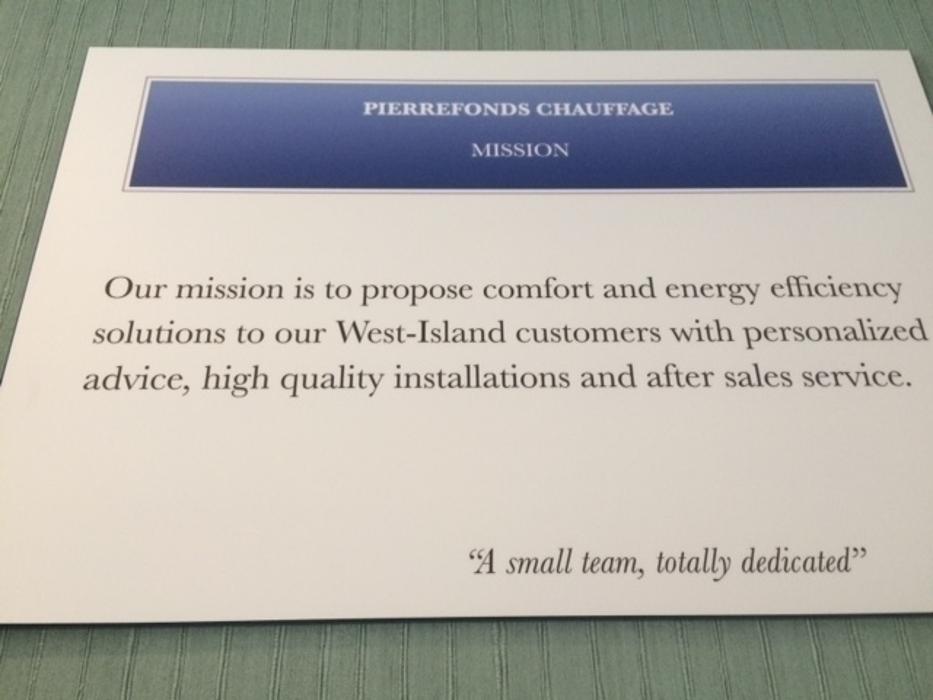 PIERREFONDS CHAUFFAGE
MISSION
Our mission is to propose comfort and energy efficiency
solutions to our West-Island customers with personalized
advice, high quality installations and after sales service.
“A small team, totally dedicated”